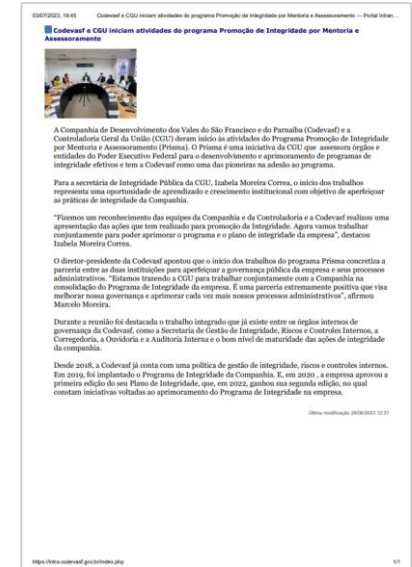 03/07/2023, 18:45 Codevasf e CGU iniciam atividades do programa Promoção de Integridade por Mentoria e Assessoramento — Portal Intran...
Codevasf e CGU iniciam atividades do programa Promoção de Integridade por Mentoria e
Assessoramento
A Companhia de Desenvolvimento dos Vales do São Francisco e do Parnaíba (Codevasf) e a
Controladoria Geral da União (CGU) deram início às atividades do Programa Promoção de Integridade
por Mentoria e Assessoramento (Prisma). O Prisma é uma iniciativa da CGU que assessora órgãos e
entidades do Poder Executivo Federal para o desenvolvimento e aprimoramento de programas de
integridade efetivos e tem a Codevasf como uma das pioneiras na adesão ao programa.
Para a secretária de Integridade Pública da CGU, Izabela Moreira Correa, o início dos trabalhos
representa uma oportunidade de aprendizado e crescimento institucional com objetivo de aperfeiçoar
as práticas de integridade da Companhia.
"Fizemos um reconhecimento das equipes da Companhia e da Controladoria e a Codevasf realizou uma
apresentação das ações que tem realizado para promoção da Integridade. Agora vamos trabalhar
conjuntamente para poder aprimorar o programa e o plano de integridade da empresa", destacou
Izabela Moreira Correa.
O diretor-presidente da Codevasf apontou que o início dos trabalhos do programa Prisma concretiza a
parceria entre as duas instituições para aperfeiçoar a governança pública da empresa e seus processos
administrativos. "Estamos trazendo a CGU para trabalhar conjuntamente com a Companhia na
consolidação do Programa de Integridade da empresa. É uma parceria extremamente positiva que visa
melhorar nossa governança e aprimorar cada vez mais nossos processos administrativos", afirmou
Marcelo Moreira.
Durante a reunião foi destacada o trabalho integrado que já existe entre os órgãos internos de
governança da Codevasf, como a Secretaria de Gestão de Integridade, Riscos e Controles Internos, a
Corregedoria, a Ouvidoria e a Auditoria Interna e o bom nível de maturidade das ações de integridade
da companhia.
Desde 2018, a Codevasf já conta com uma política de gestão de integridade, riscos e controles internos.
Em 2019, foi implantado o Programa de Integridade da Companhia. E, em 2020 , a empresa aprovou a
primeira edição do seu Plano de Integridade, que, em 2022, ganhou sua segunda edição, no qual
constam iniciativas voltadas ao aprimoramento do Programa de Integridade na empresa.
Última modificação 28/06/2023 12:57
https://intra.codevasf.gov.br/index.php 1/1